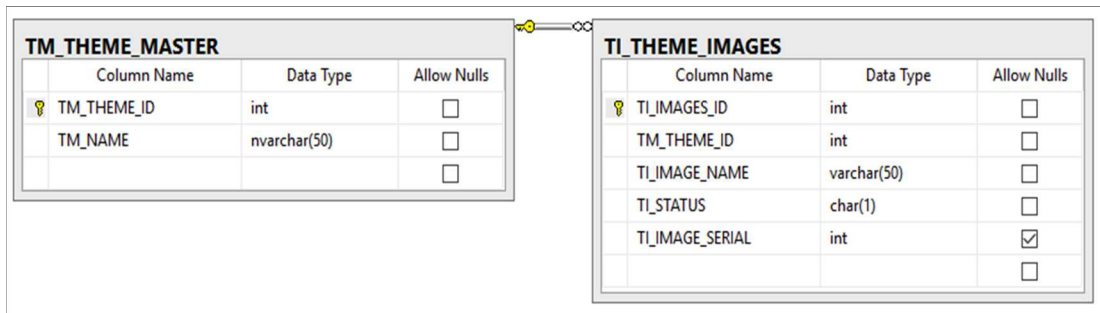 TM_THEME_MASTER
Column Name Data Type Allow Nulls
TM_THEME_ID int
TM_NAME nvarchar(50)
TI_THEME_IMAGES
Column Name Data Type Allow Nulls
TI_IMAGES_ID int
TM_THEME_ID int
TI_IMAGE_NAME varchar(50)
TI_STATUS char(1)
TI_IMAGE_SERIAL int